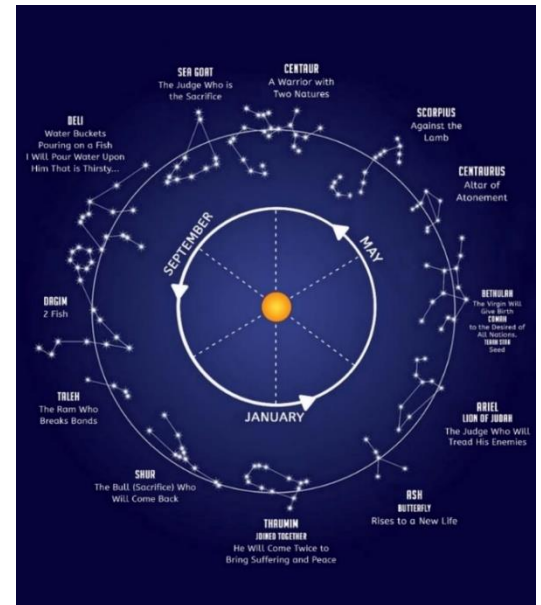 CENTAUR
A Warrior with
Two Natures
SCORPIUS
Against the
Lamb
CENTAURUS
Altar of
Atonement
BETHULAH
The Virgin Will
Give Birth
COMAH
to the Desired of
All Nations,
Seed
ARIEL
LION OF JUDAH
The Judge Who Will
Tread His Enemies
ASH
BUTTERFLY
Rises to a New Life
THAUMIM
JOINED TOGETHER
He Will Come Twice to
Bring Suffering and Peace
SHUR
The Bull (Sacrifice) Who
Will Come Back
TALEH
The Ram Who
Breaks Bonds
DAGIM
2 Fish
DELI
Water Buckets
Pouring on a Fish
I Will Pour Water Upon
Him That is Thirsty...
SEA GOAT
The Judge Who is
the Sacrifice
SEPTEMBER
MAY
JANUARY